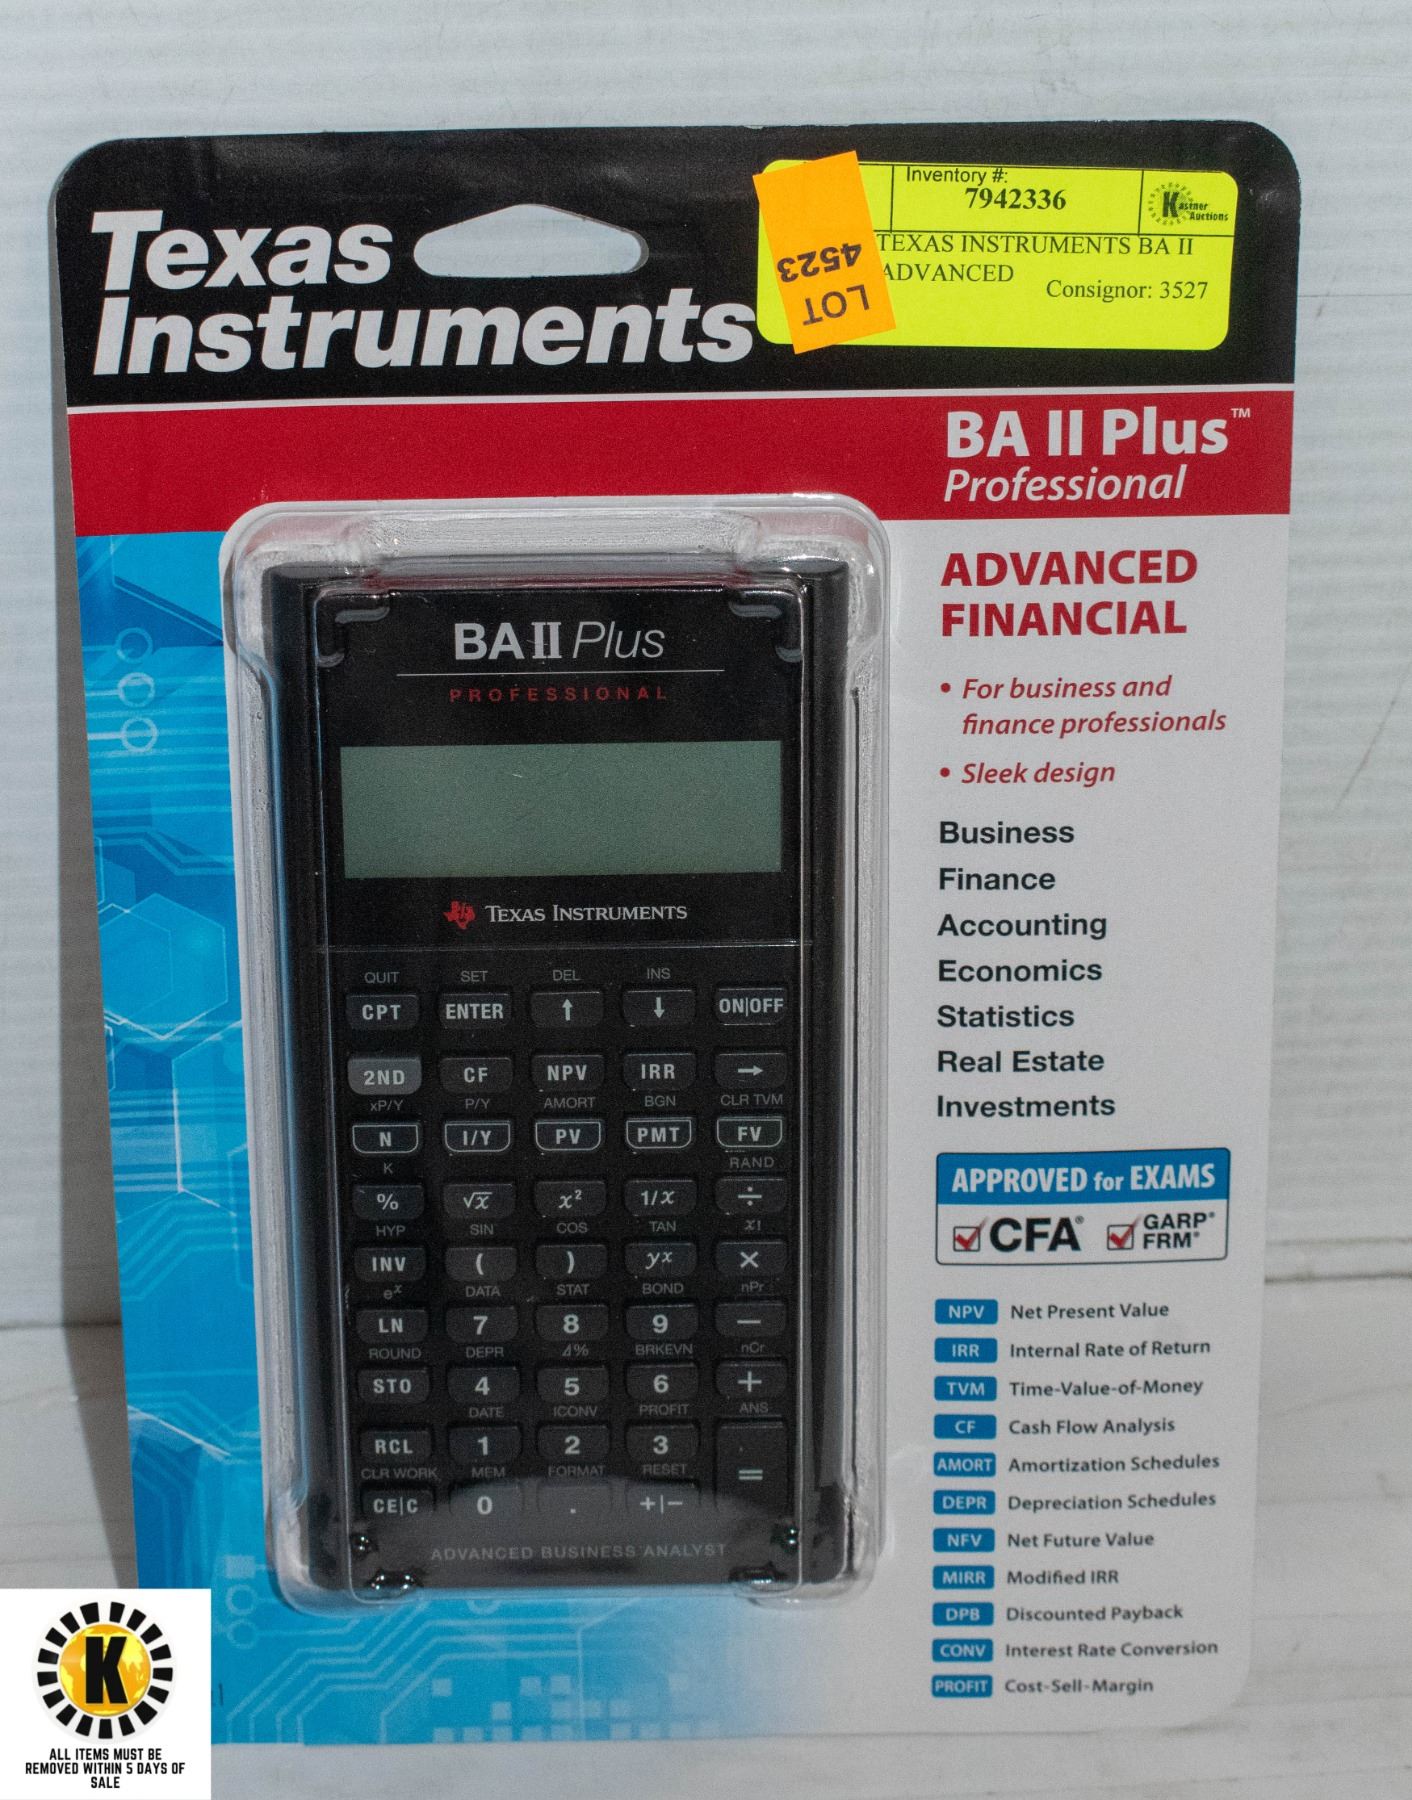 Texas
Instruments
Inventory #:
7942336
Kastner
Auctions
TEXAS INSTRUMENTS BA II
ADVANCED
Consignor: 3527
LOT
4523
BA II Plus™
Professional
ADVANCED
FINANCIAL
• For business and
finance professionals
• Sleek design
Business
Finance
Accounting
Economics
Statistics
Real Estate
Investments
APPROVED for EXAMS
CFA® GARP®
FRM®
NPV Net Present Value
IRR Internal Rate of Return
TVM Time-Value-of-Money
CF Cash Flow Analysis
AMORT Amortization Schedules
DEPR Depreciation Schedules
NFV Net Future Value
MIRR Modified IRR
DPB Discounted Payback
CONV Interest Rate Conversion
PROFIT Cost-Sell-Margin
BA II Plus
PROFESSIONAL
TEXAS INSTRUMENTS
QUIT SET DEL INS
CPT ENTER ↑ ↓ ON|OFF
2ND CF NPV IRR →
xP/Y P/Y AMORT BGN CLR TVM
N I/Y PV PMT FV
K RAND
% √x x² 1/x ÷
HYP SIN COS TAN x!
INV ( ) yˣ ×
eˣ DATA STAT BOND nPr
LN 7 8 9 −
ROUND DEPR Δ% BRKEVN nCr
STO 4 5 6 +
DATE ICONV PROFIT ANS
RCL 1 2 3 =
CLR WORK MEM FORMAT RESET
CE|C 0 . +|−
ADVANCED BUSINESS ANALYST
K
ALL ITEMS MUST BE
REMOVED WITHIN 5 DAYS OF
SALE